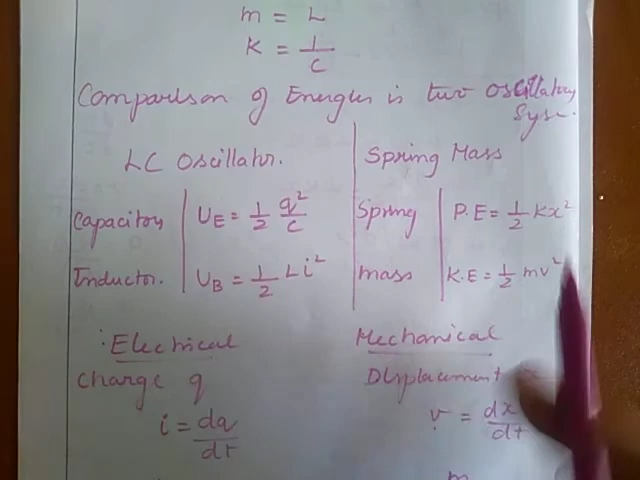 m = L
K = 1/C
Comparison of Energies is two oscillatory
Sys.
LC Oscillator. Spring Mass
Capacitor U_E = 1/2 q²/C Spring P.E = 1/2 Kx²
Inductor. U_B = 1/2 Li² mass K.E = 1/2 mv²
Electrical Mechanical
Charge q Displacement
i = dq/dt v = dx/dt
m